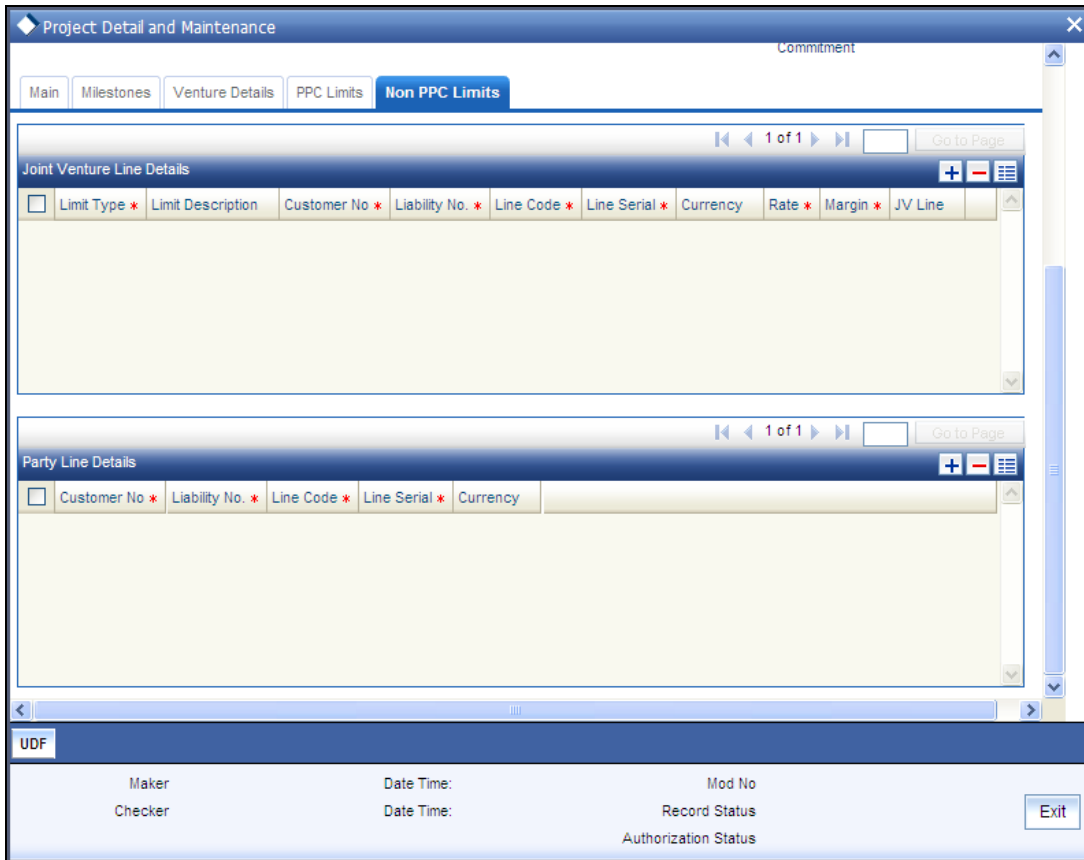 Project Detail and Maintenance
Commitment
Main Milestones Venture Details PPC Limits Non PPC Limits
1 of 1 Go to Page
Joint Venture Line Details
Limit Type * Limit Description Customer No * Liability No. * Line Code * Line Serial * Currency Rate * Margin * JV Line
1 of 1 Go to Page
Party Line Details
Customer No * Liability No. * Line Code * Line Serial * Currency
UDF
Maker Date Time: Mod No
Checker Date Time: Record Status
Exit
Authorization Status